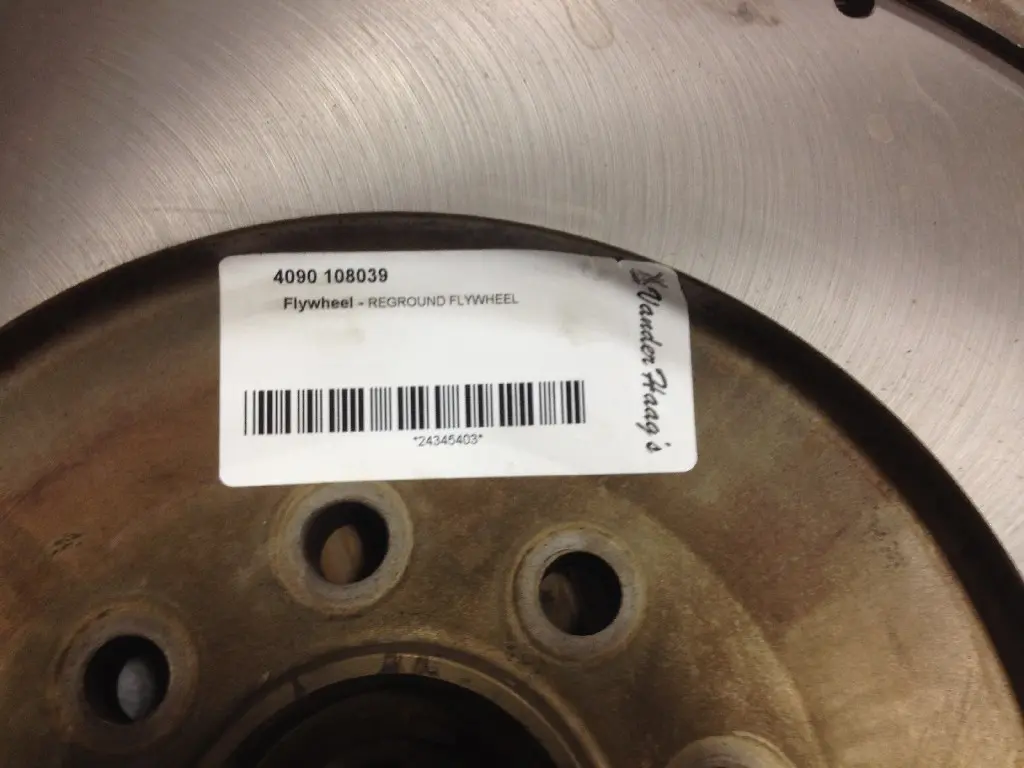 4090 108039
Flywheel - REGROUND FLYWHEEL
*24345403*
Vander Haag's